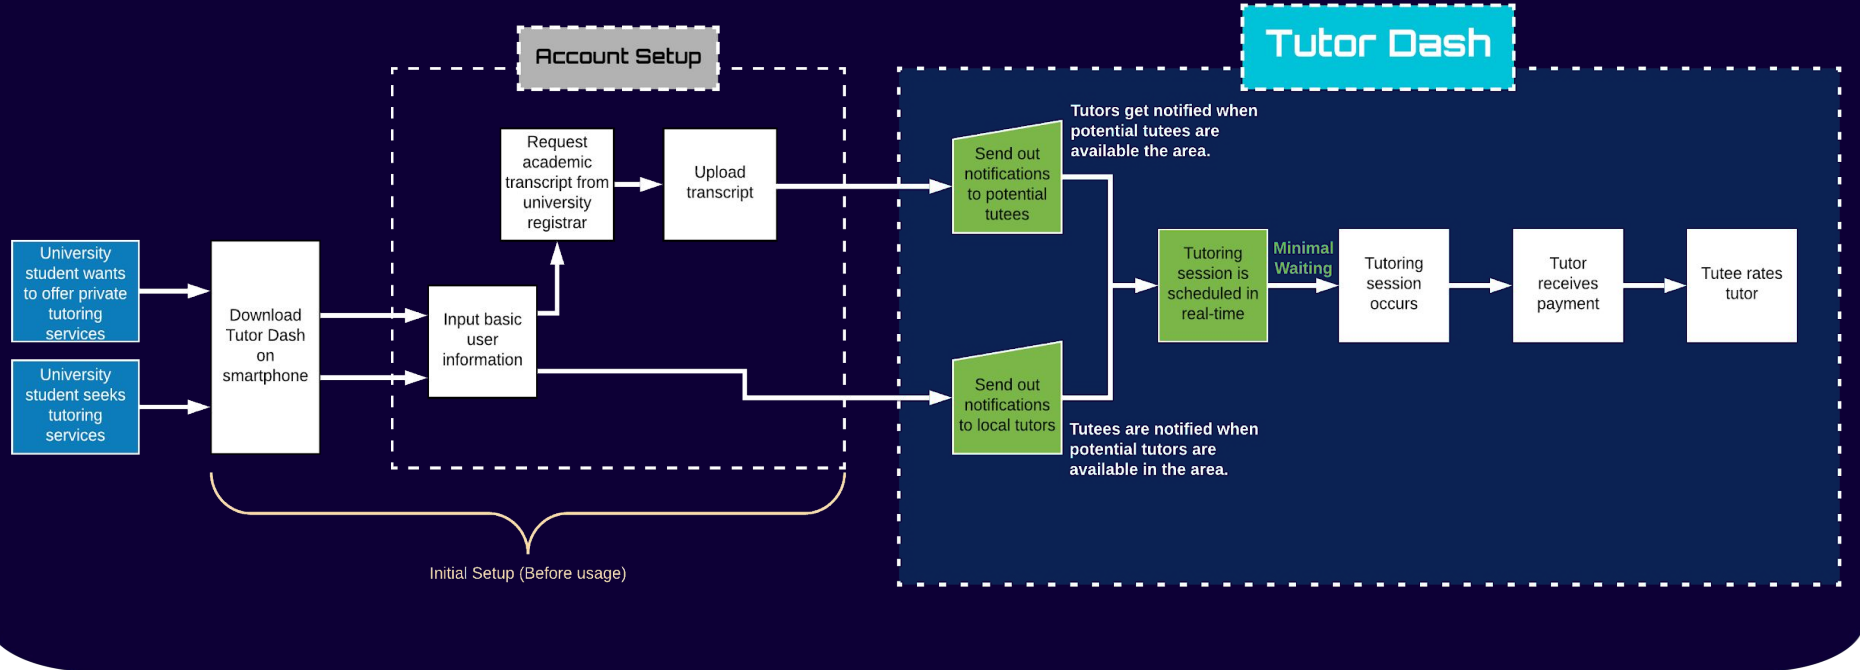 Account Setup
Tutor Dash
University
student wants
to offer private
tutoring
services
University
student seeks
tutoring
services
Download
Tutor Dash
on
smartphone
Input basic
user
information
Request
academic
transcript from
university
registrar
Upload
transcript
Initial Setup (Before usage)
Send out
notifications
to potential
tutees
Tutors get notified when
potential tutees are
available the area.
Send out
notifications
to local tutors
Tutees are notified when
potential tutors are
available in the area.
Tutoring
session is
scheduled in
real-time
Minimal
Waiting
Tutoring
session
occurs
Tutor
receives
payment
Tutee rates
tutor